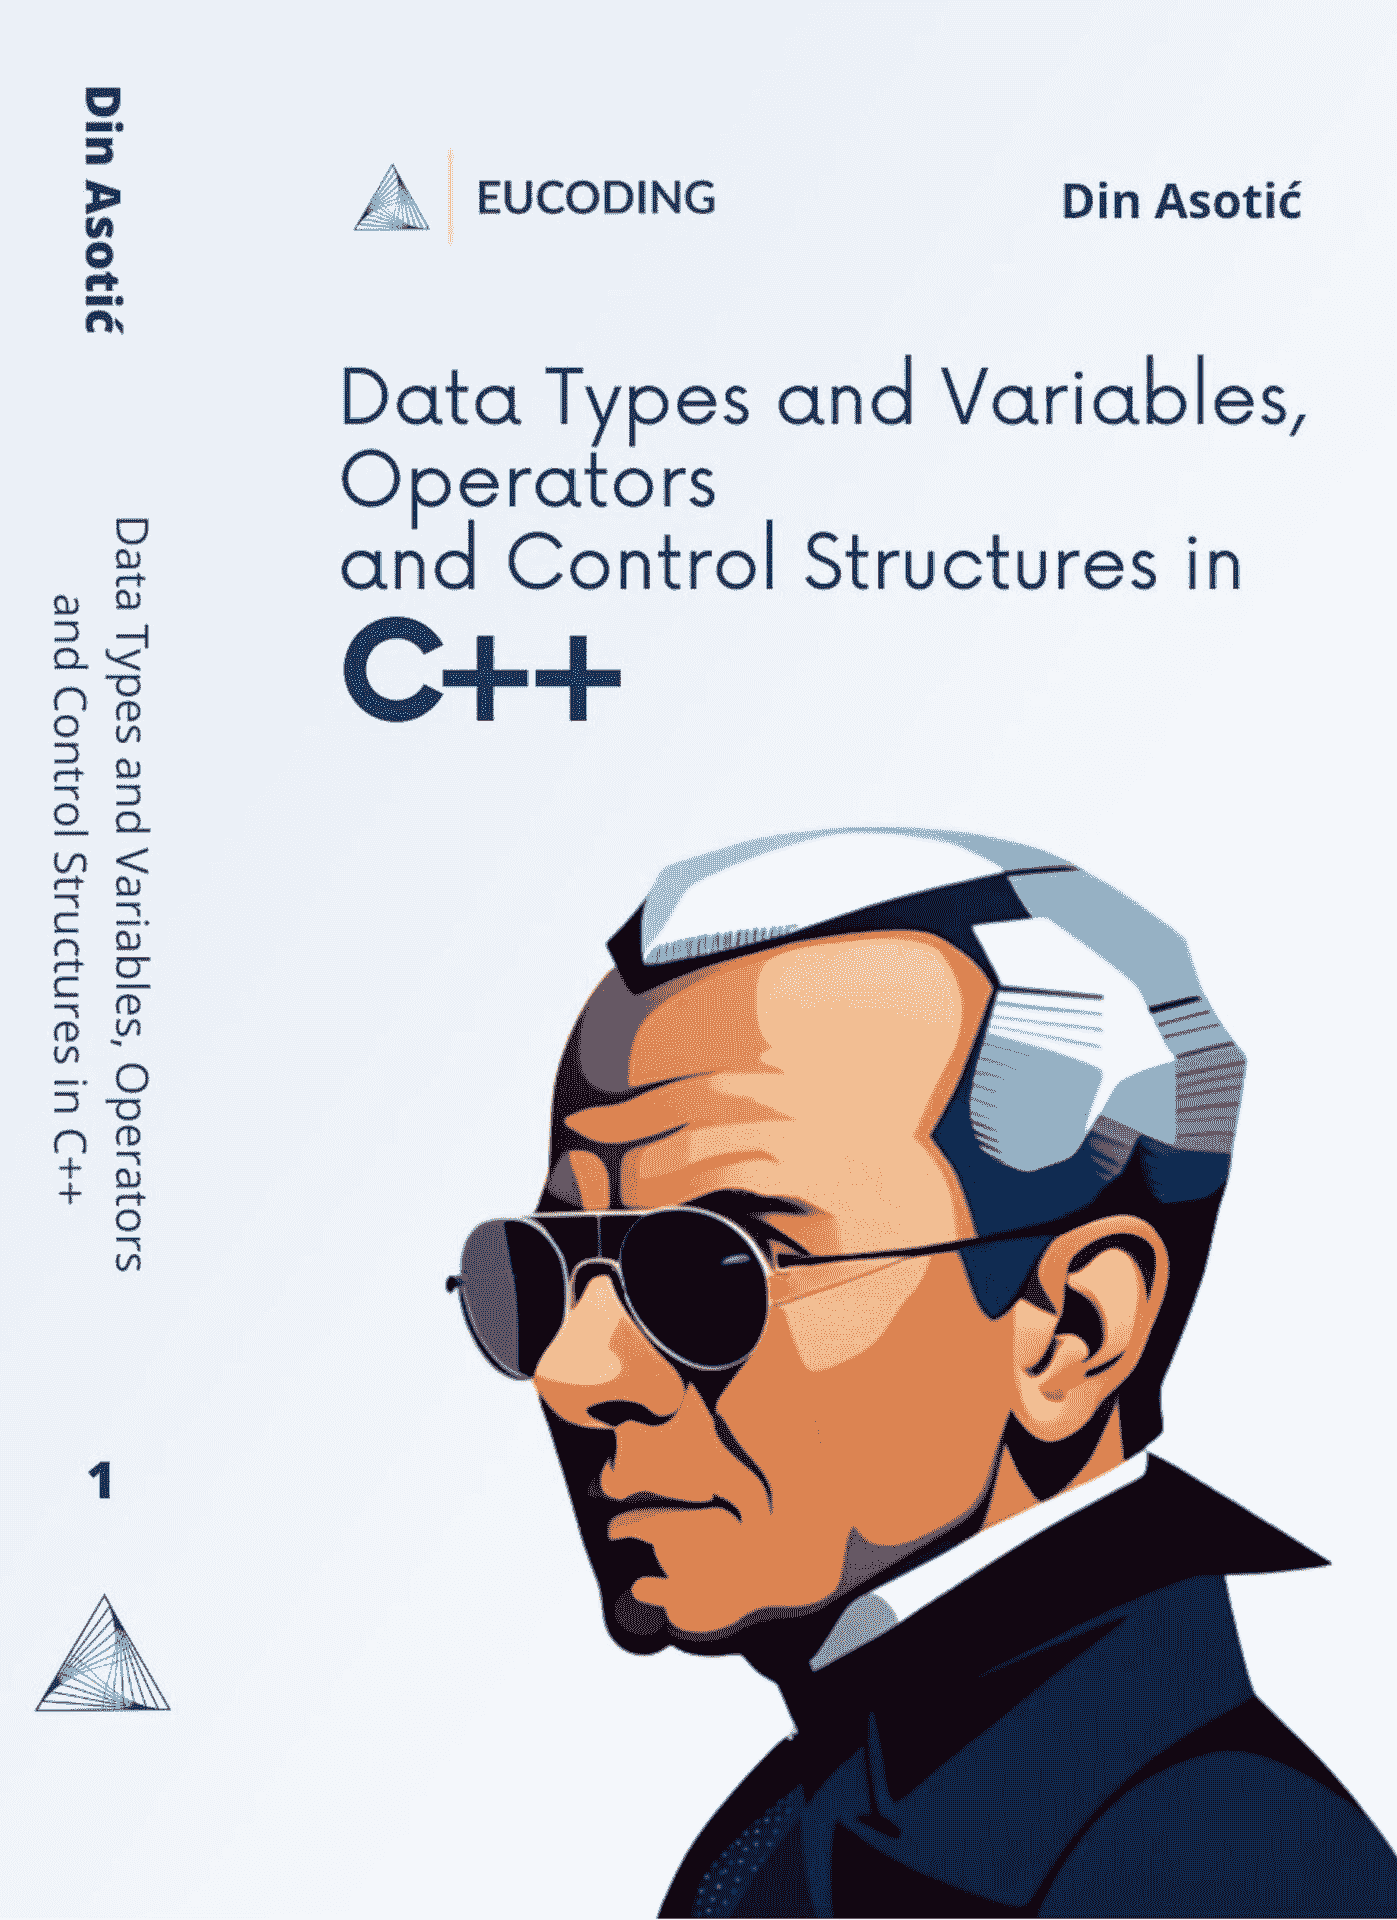 Din Asotić
Data Types and Variables, Operators
and Control Structures in C++
1
EUCODING
Din Asotić
Data Types and Variables,
Operators
and Control Structures in
C++